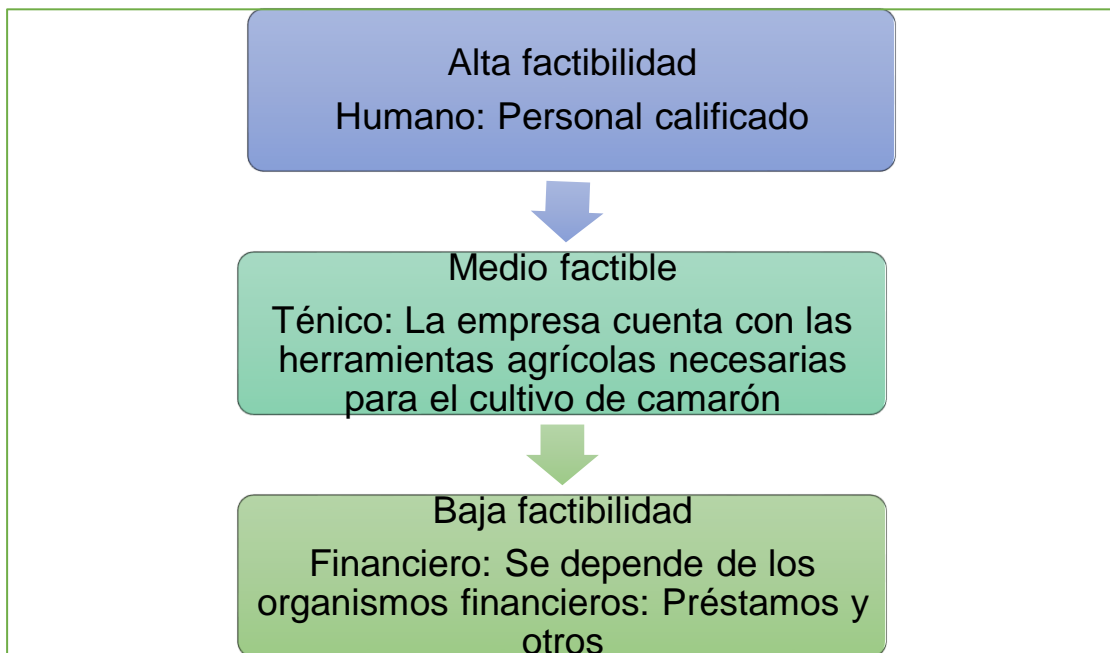 Alta factibilidad
Humano: Personal calificado
Medio factible
Ténico: La empresa cuenta con las
herramientas agrícolas necesarias
para el cultivo de camarón
Baja factibilidad
Financiero: Se depende de los
organismos financieros: Préstamos y
otros